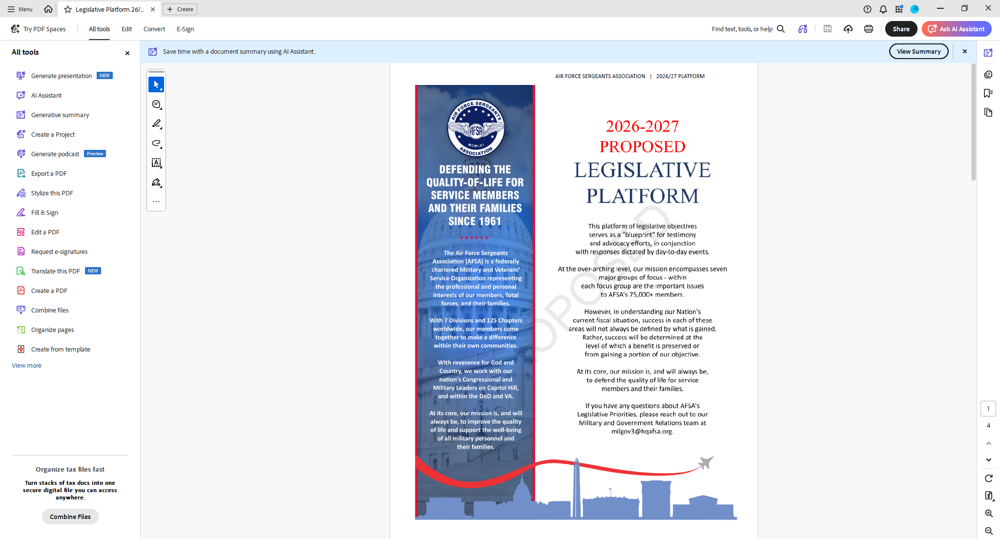 Menu
Legislative Platform 26/...
Create
Try PDF Spaces
All tools
Edit
Convert
E-Sign
Find text, tools, or help
Share
Ask AI Assistant
All tools
Save time with a document summary using AI Assistant.
View Summary
Generate presentation NEW
AI Assistant
Generative summary
Create a Project
Generate podcast Preview
Export a PDF
Stylize this PDF
Fill & Sign
Edit a PDF
Request e-signatures
Translate this PDF NEW
Create a PDF
Combine files
Organize pages
Create from template
View more
Organize tax files fast
Turn stacks of tax docs into one
secure digital file you can access
anywhere.
Combine Files
AIR FORCE SERGEANTS ASSOCIATION | 2026/27 PLATFORM
AIR FORCE SERGEANTS
AFSA
MCMLXI
ASSOCIATION
DEFENDING THE
QUALITY-OF-LIFE FOR
SERVICE MEMBERS
AND THEIR FAMILIES
SINCE 1961
The Air Force Sergeants
Association (AFSA) is a federally
chartered Military and Veterans'
Service Organization representing
the professional and personal
interests of our members, Total
forces, and their families.
With 7 Divisions and 125 Chapters
worldwide, our members come
together to make a difference
within their own communities.
With reverence for God and
Country, we work with our
nation's Congressional and
Military Leaders on Capitol Hill,
and within the DoD and VA.
At its core, our mission is, and will
always be, to improve the quality
of life and support the well-being
of all military personnel and
their families.
2026-2027
PROPOSED
LEGISLATIVE
PLATFORM
This platform of legislative objectives
serves as a "blueprint" for testimony
and advocacy efforts, in conjunction
with responses dictated by day-to-day events.
At the over-arching level, our mission encompasses seven
major groups of focus - within
each focus group are the important issues
to AFSA's 75,000+ members.
However, in understanding our Nation's
current fiscal situation, success in each of these
areas will not always be defined by what is gained.
Rather, success will be determined at the
level of which a benefit is preserved or
from gaining a portion of our objective.
At its core, our mission is, and will always be,
to defend the quality of life for service
members and their families.
If you have any questions about AFSA's
Legislative Priorities, please reach out to our
Military and Government Relations team at
milgov3@hqafsa.org.
OPOSED
1
4